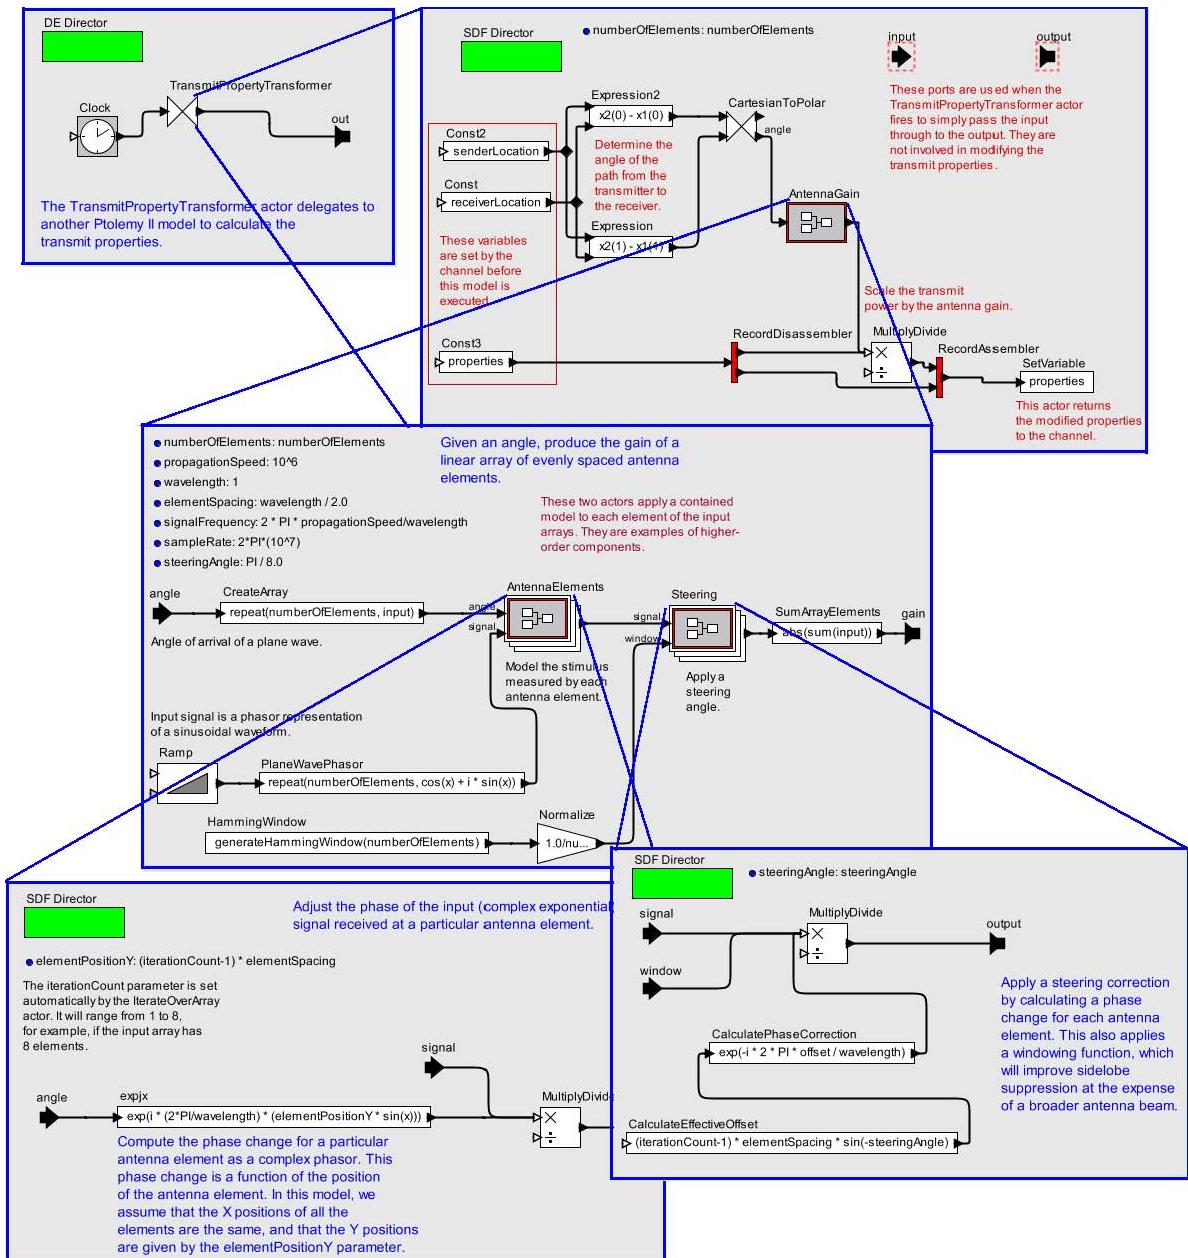 DE Director
TransmitPropertyTransformer
Clock
out
The TransmitPropertyTransformer actor delegates to
another Ptolemy II model to calculate the
transmit properties.
SDF Director
numberOfElements: numberOfElements
input
output
These ports are used when the
TransmitPropertyTransformer actor
fires to simply pass the input
through to the output. They are
not involved in modifying the
transmit properties.
Expression2
x2(0) - x1(0)
CartesianToPolar
angle
Const2
senderLocation
Determine the
angle of the
path from the
transmitter to
the receiver.
Const
receiverLocation
AntennaGain
Expression
x2(1) - x1(1)
These variables
are set by the
channel before
this model is
executed.
Scale the transmit
power by the antenna gain.
RecordDisassembler
MultiplyDivide
RecordAssembler
Const3
properties
SetVariable
properties
This actor returns
the modified properties
to the channel.
numberOfElements: numberOfElements
propagationSpeed: 10^6
wavelength: 1
elementSpacing: wavelength / 2.0
signalFrequency: 2 * PI * propagationSpeed/wavelength
sampleRate: 2*PI*(10^7)
steeringAngle: PI / 8.0
Given an angle, produce the gain of a
linear array of evenly spaced antenna
elements.
These two actors apply a contained
model to each element of the input
arrays. They are examples of higher-
order components.
angle
CreateArray
repeat(numberOfElements, input)
Angle of arrival of a plane wave.
AntennaElements
angle
signal
Model the stimulus
measured by each
antenna element.
Steering
signal
window
Apply a
steering
angle.
SumArrayElements
abs(sum(input))
gain
Input signal is a phasor representation
of a sinusoidal waveform.
Ramp
PlaneWavePhasor
repeat(numberOfElements, cos(x) + i * sin(x))
HammingWindow
generateHammingWindow(numberOfElements)
Normalize
1.0/nu...
SDF Director
Adjust the phase of the input (complex exponential
signal received at a particular antenna element.
elementPositionY: (iterationCount-1) * elementSpacing
The iterationCount parameter is set
automatically by the IterateOverArray
actor. It will range from 1 to 8,
for example, if the input array has
8 elements.
signal
angle
expjx
exp(i * (2*PI/wavelength) * (elementPositionY * sin(x)))
MultiplyDivide
Compute the phase change for a particular
antenna element as a complex phasor. This
phase change is a function of the position
of the antenna element. In this model, we
assume that the X positions of all the
elements are the same, and that the Y positions
are given by the elementPositionY parameter.
SDF Director
steeringAngle: steeringAngle
signal
window
MultiplyDivide
output
CalculatePhaseCorrection
exp(-i * 2 * PI * offset / wavelength)
CalculateEffectiveOffset
(iterationCount-1) * elementSpacing * sin(-steeringAngle)
Apply a steering correction
by calculating a phase
change for each antenna
element. This also applies
a windowing function, which
will improve sidelobe
suppression at the expense
of a broader antenna beam.